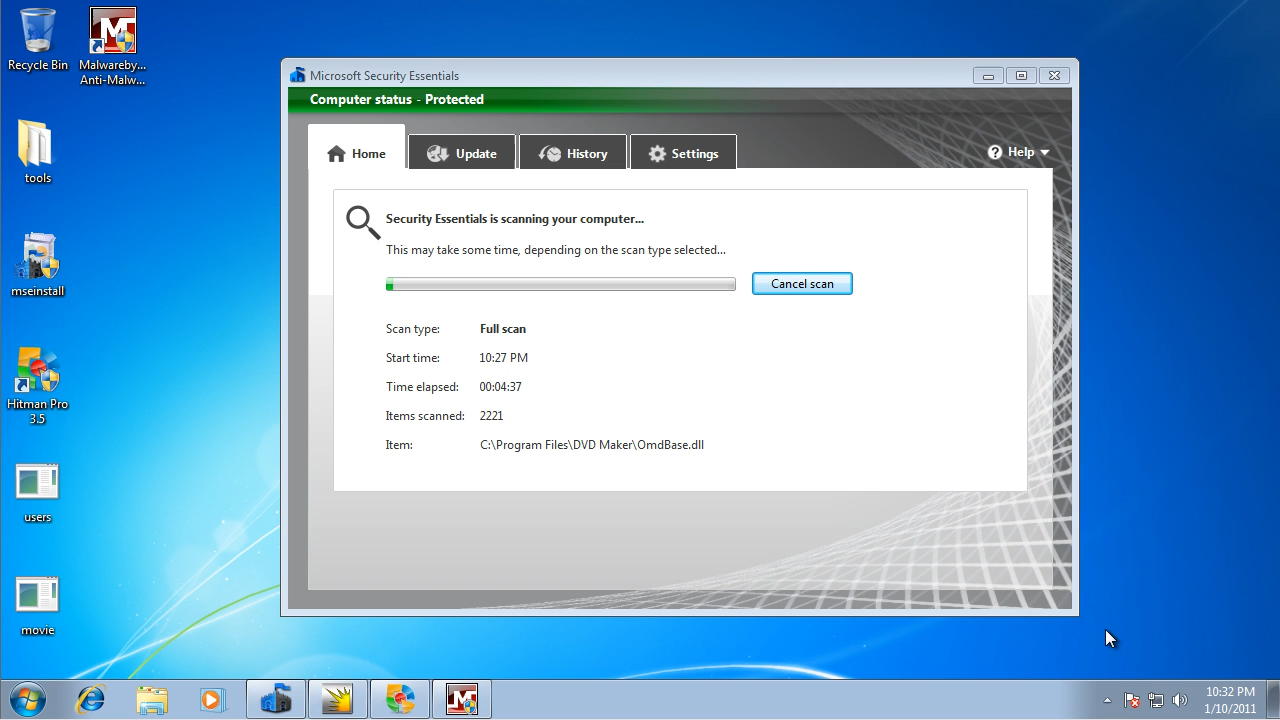 Recycle Bin
Malwareby...
Anti-Malw...
tools
mseinstall
Hitman Pro
3.5
users
movie
Microsoft Security Essentials
Computer status - Protected
Home
Update
History
Settings
Help
Security Essentials is scanning your computer...
This may take some time, depending on the scan type selected...
Cancel scan
Scan type: Full scan
Start time: 10:27 PM
Time elapsed: 00:04:37
Items scanned: 2221
Item: C:\Program Files\DVD Maker\OmdBase.dll
10:32 PM
1/10/2011